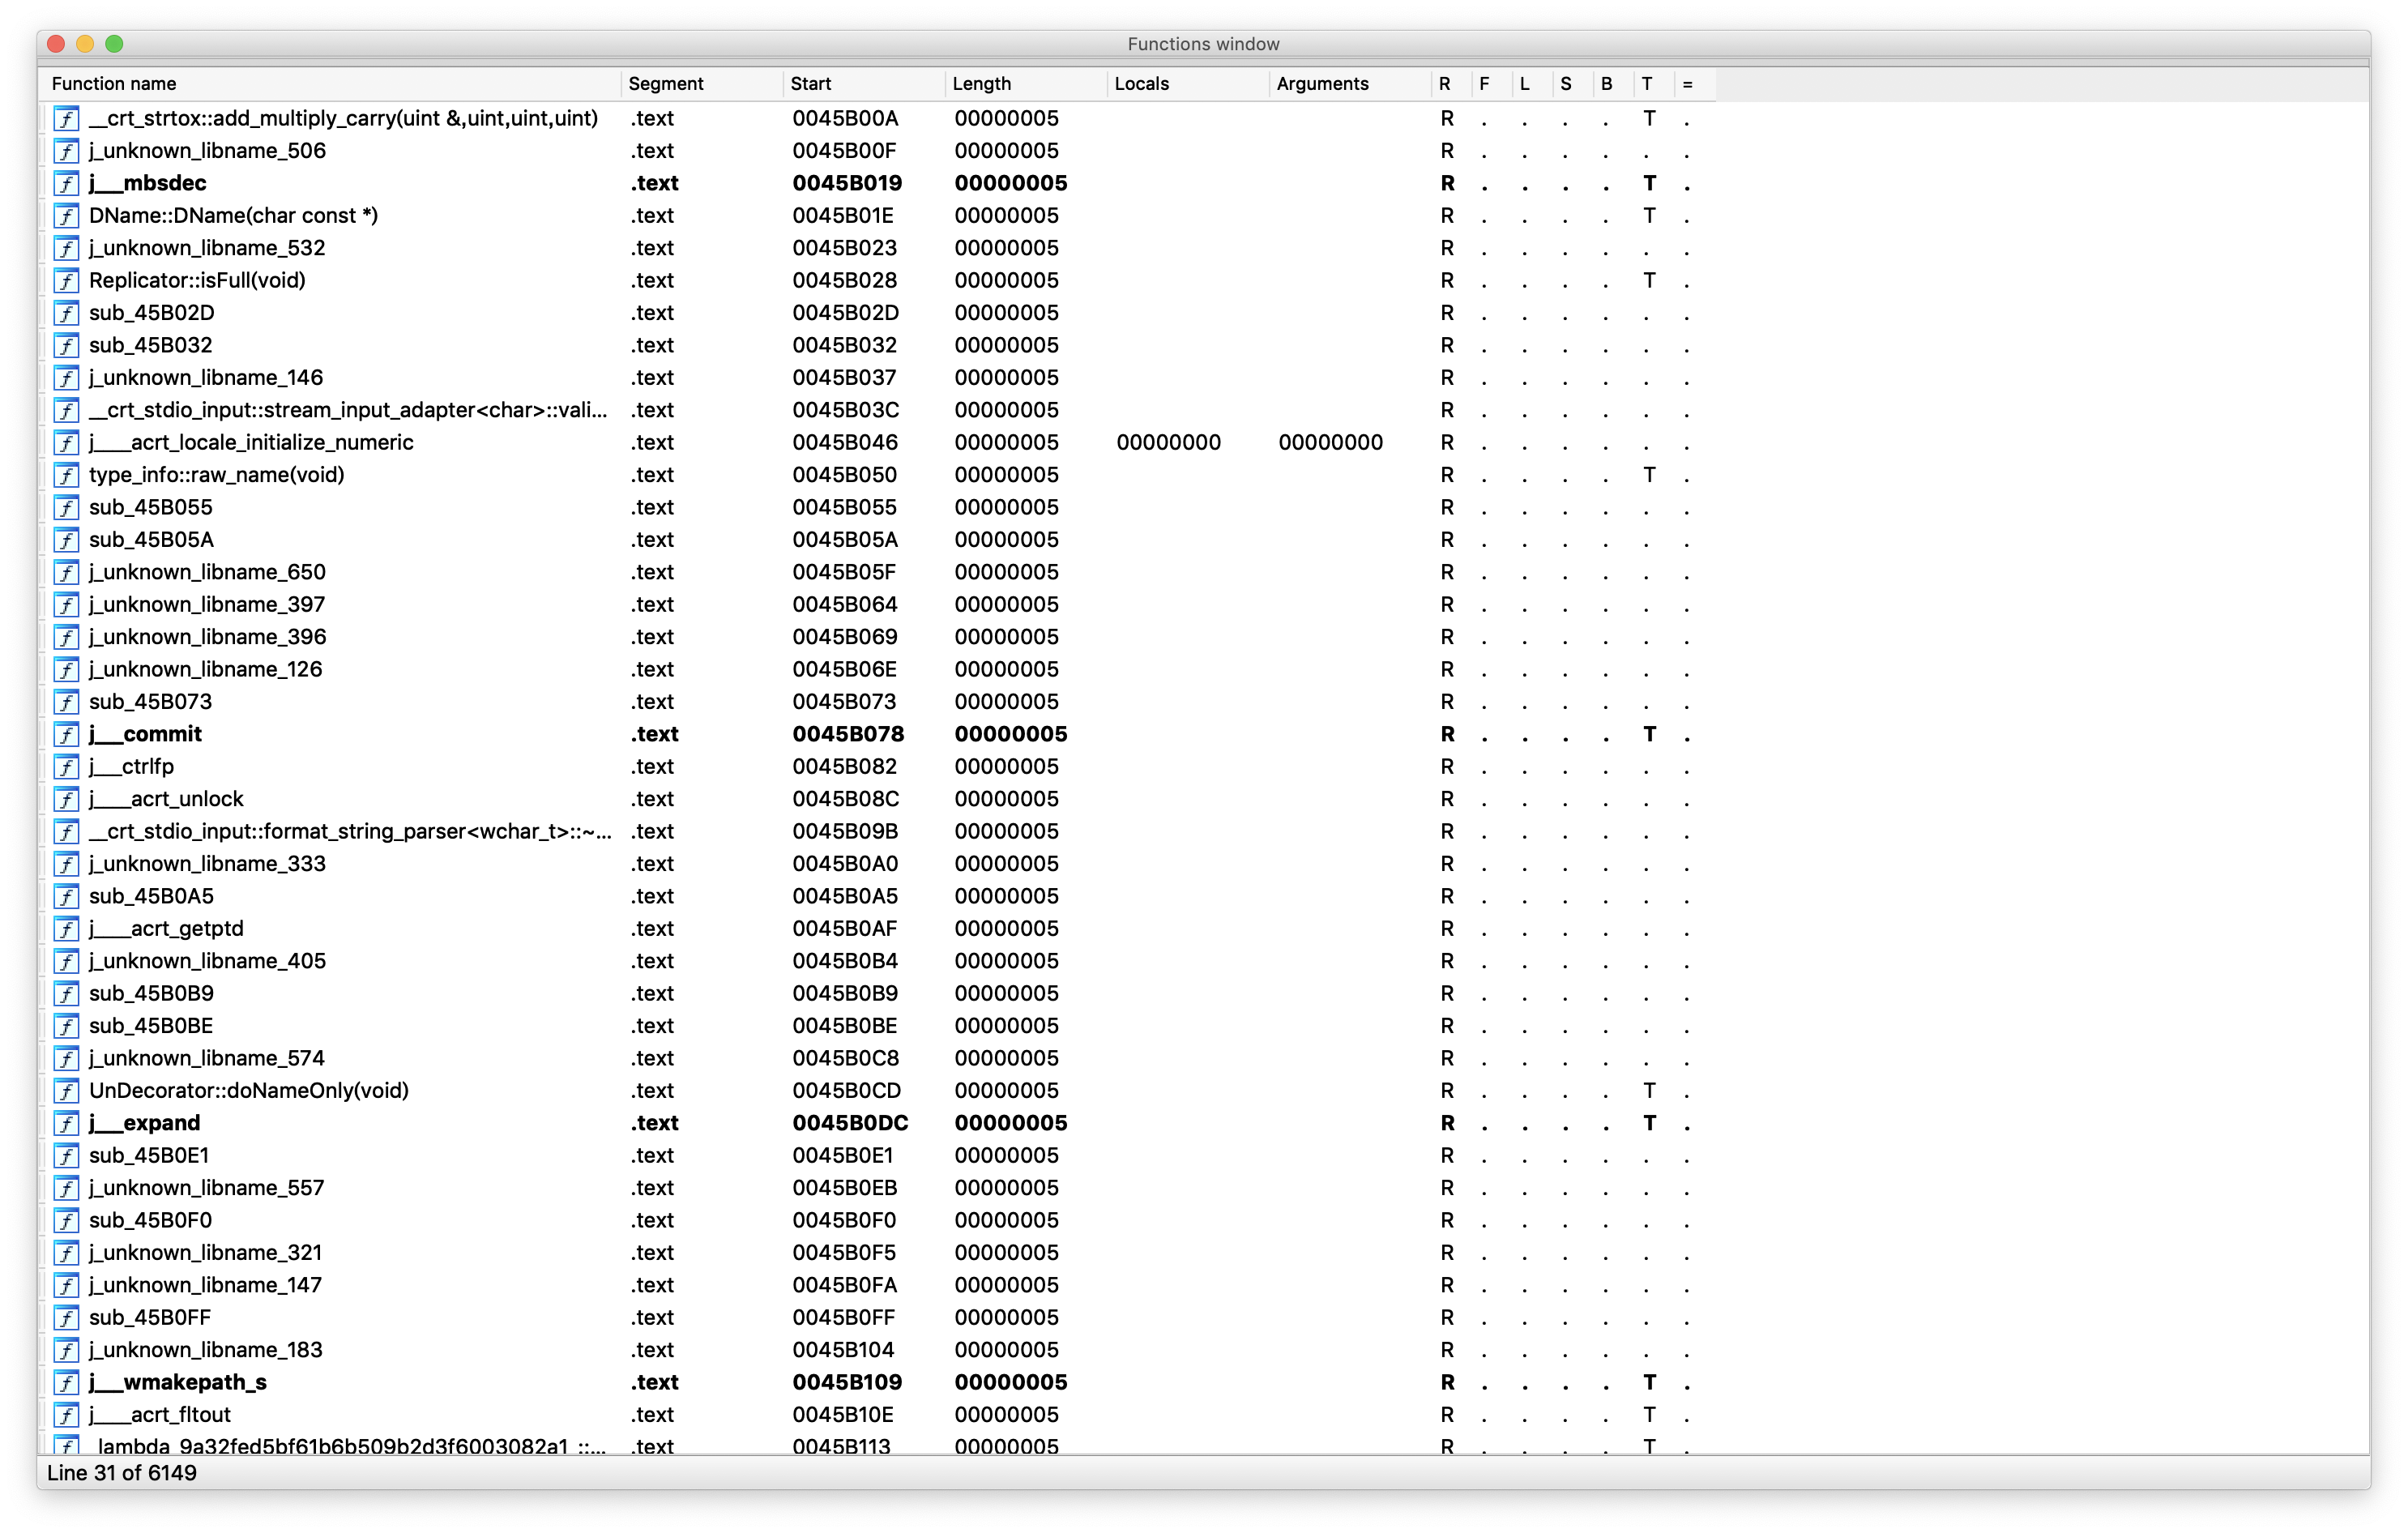 Functions window
Function name Segment Start Length Locals Arguments R F L S B T =
__crt_strtox::add_multiply_carry(uint &,uint,uint,uint) .text 0045B00A 00000005 R . . . . T .
j_unknown_libname_506 .text 0045B00F 00000005 R . . . . . .
j___mbsdec .text 0045B019 00000005 R . . . . T .
DName::DName(char const *) .text 0045B01E 00000005 R . . . . T .
j_unknown_libname_532 .text 0045B023 00000005 R . . . . . .
Replicator::isFull(void) .text 0045B028 00000005 R . . . . T .
sub_45B02D .text 0045B02D 00000005 R . . . . . .
sub_45B032 .text 0045B032 00000005 R . . . . . .
j_unknown_libname_146 .text 0045B037 00000005 R . . . . . .
__crt_stdio_input::stream_input_adapter<char>::vali... .text 0045B03C 00000005 R . . . . . .
j____acrt_locale_initialize_numeric .text 0045B046 00000005 00000000 00000000 R . . . . . .
type_info::raw_name(void) .text 0045B050 00000005 R . . . . T .
sub_45B055 .text 0045B055 00000005 R . . . . . .
sub_45B05A .text 0045B05A 00000005 R . . . . . .
j_unknown_libname_650 .text 0045B05F 00000005 R . . . . . .
j_unknown_libname_397 .text 0045B064 00000005 R . . . . . .
j_unknown_libname_396 .text 0045B069 00000005 R . . . . . .
j_unknown_libname_126 .text 0045B06E 00000005 R . . . . . .
sub_45B073 .text 0045B073 00000005 R . . . . . .
j___commit .text 0045B078 00000005 R . . . . T .
j___ctrlfp .text 0045B082 00000005 R . . . . . .
j____acrt_unlock .text 0045B08C 00000005 R . . . . . .
__crt_stdio_input::format_string_parser<wchar_t>::~... .text 0045B09B 00000005 R . . . . . .
j_unknown_libname_333 .text 0045B0A0 00000005 R . . . . . .
sub_45B0A5 .text 0045B0A5 00000005 R . . . . . .
j____acrt_getptd .text 0045B0AF 00000005 R . . . . . .
j_unknown_libname_405 .text 0045B0B4 00000005 R . . . . . .
sub_45B0B9 .text 0045B0B9 00000005 R . . . . . .
sub_45B0BE .text 0045B0BE 00000005 R . . . . . .
j_unknown_libname_574 .text 0045B0C8 00000005 R . . . . . .
UnDecorator::doNameOnly(void) .text 0045B0CD 00000005 R . . . . T .
j___expand .text 0045B0DC 00000005 R . . . . T .
sub_45B0E1 .text 0045B0E1 00000005 R . . . . . .
j_unknown_libname_557 .text 0045B0EB 00000005 R . . . . . .
sub_45B0F0 .text 0045B0F0 00000005 R . . . . . .
j_unknown_libname_321 .text 0045B0F5 00000005 R . . . . . .
j_unknown_libname_147 .text 0045B0FA 00000005 R . . . . . .
sub_45B0FF .text 0045B0FF 00000005 R . . . . . .
j_unknown_libname_183 .text 0045B104 00000005 R . . . . . .
j___wmakepath_s .text 0045B109 00000005 R . . . . T .
j____acrt_fltout .text 0045B10E 00000005 R . . . . T .
_lambda_9a32fed5bf61b6b509b2d3f6003082a1_::... .text 0045B113 00000005 R . . . . T .
Line 31 of 6149